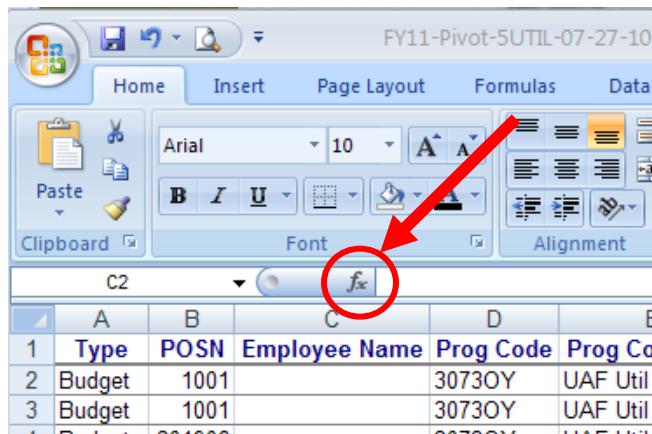 FY11-Pivot-5UTIL-07-27-10
Home Insert Page Layout Formulas Data
Arial 10 A A
Paste B I U A
Clipboard Font Alignment
C2 fx
A B C D E
1 Type POSN Employee Name Prog Code Prog Co
2 Budget 1001 3073OY UAF Util
3 Budget 1001 3073OY UAF Util